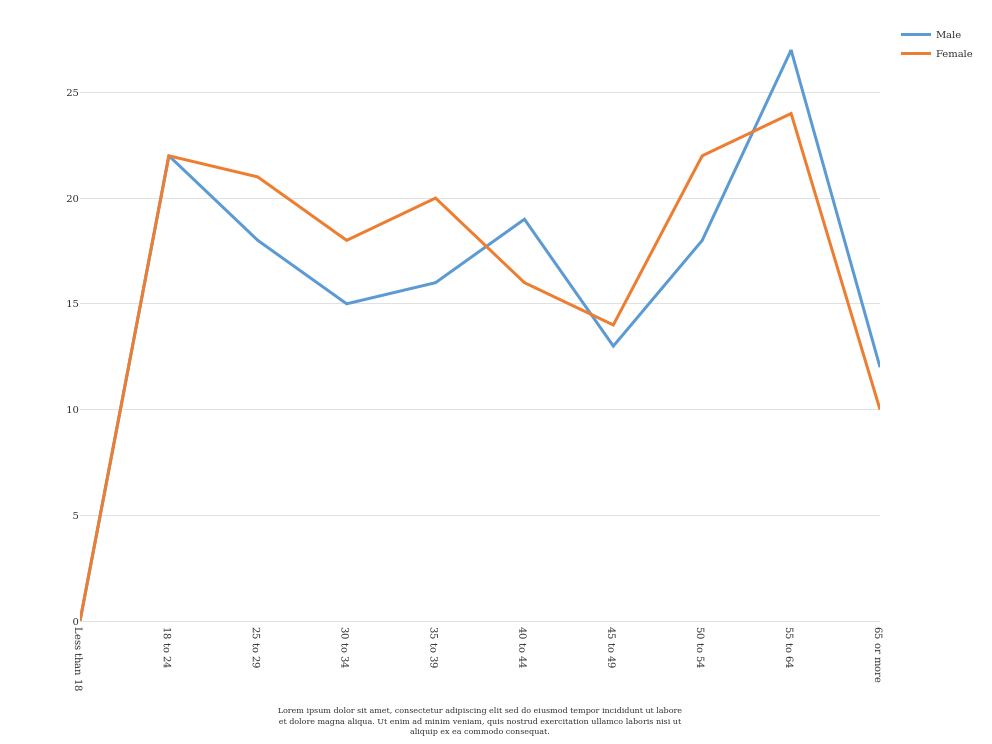 Male
Female
25
20
15
10
5
0
Less than 18
18 to 24
25 to 29
30 to 34
35 to 39
40 to 44
45 to 49
50 to 54
55 to 64
65 or more
Lorem ipsum dolor sit amet, consectetur adipiscing elit sed do eiusmod tempor incididunt ut labore
et dolore magna aliqua. Ut enim ad minim veniam, quis nostrud exercitation ullamco laboris nisi ut
aliquip ex ea commodo consequat.